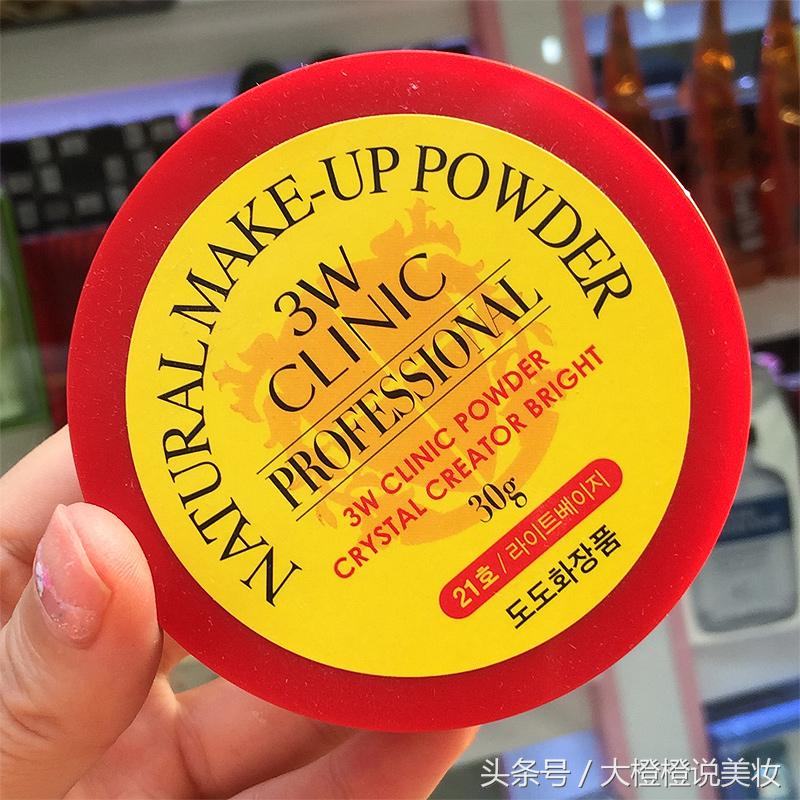 NATURAL MAKE-UP POWDER
3W
CLINIC
PROFESSIONAL
3W CLINIC POWDER
CRYSTAL CREATOR BRIGHT
30g
21호 / 라이트베이지
도도화장품
头条号 / 大橙橙说美妆